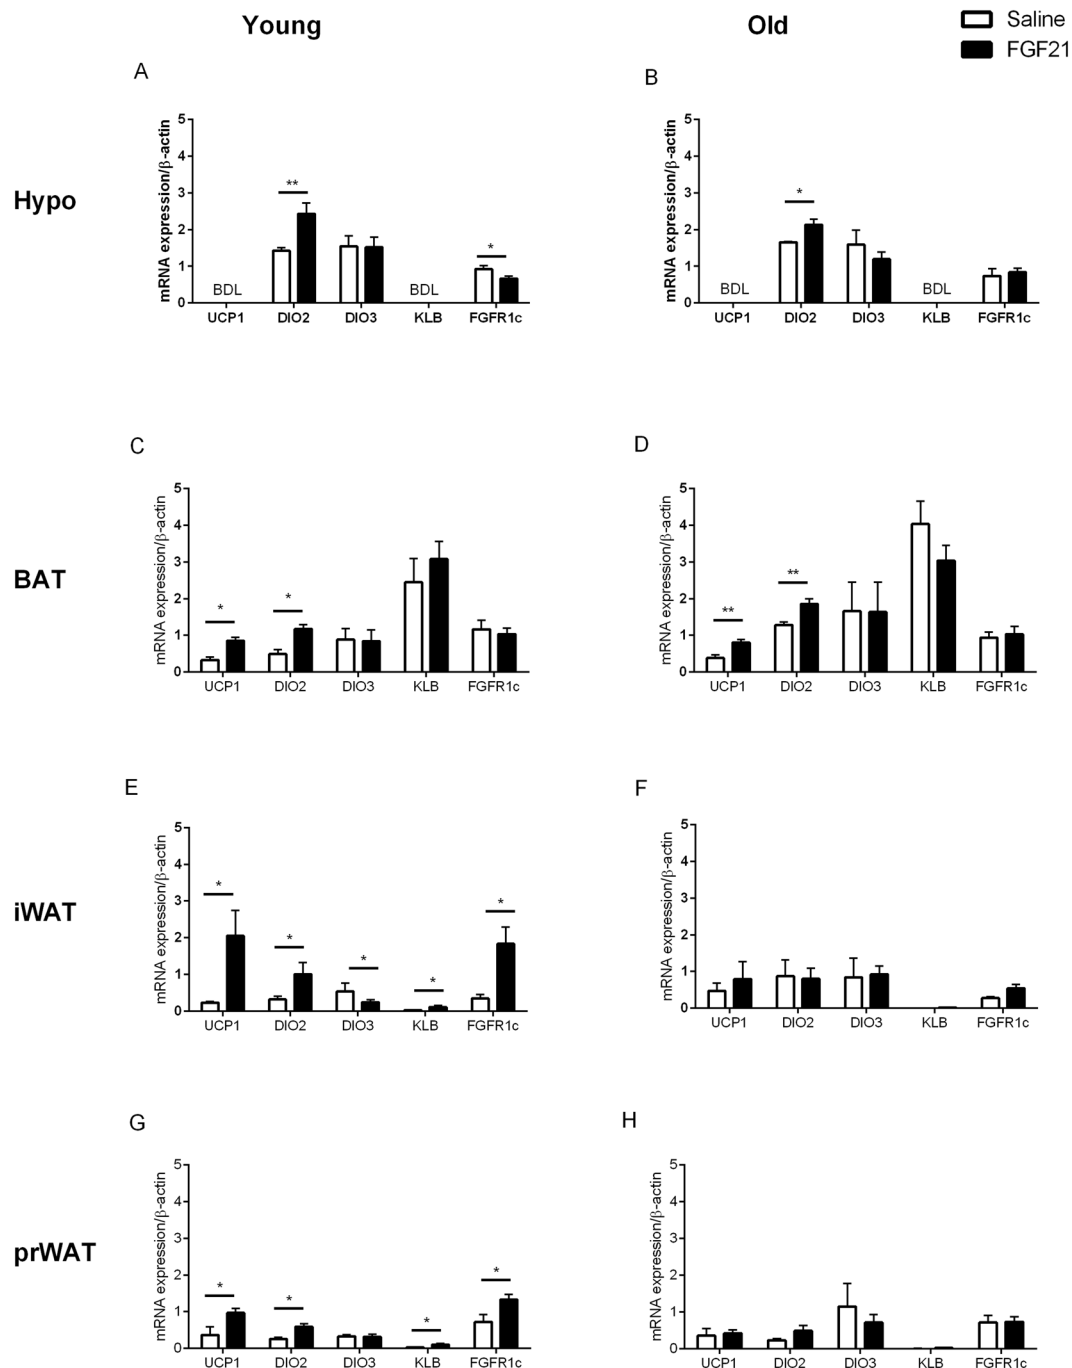 Young
Old
Saline
FGF21
A
B
Hypo
mRNA expression/β-actin
5
4
3
2
1
0
**
*
BDL
BDL
UCP1 DIO2 DIO3 KLB FGFR1c
mRNA expression/β-actin
5
4
3
2
1
0
*
BDL
BDL
UCP1 DIO2 DIO3 KLB FGFR1c
C
D
BAT
mRNA expression/β-actin
5
4
3
2
1
0
*
*
UCP1 DIO2 DIO3 KLB FGFR1c
mRNA expression/β-actin
5
4
3
2
1
0
**
**
UCP1 DIO2 DIO3 KLB FGFR1c
E
F
iWAT
mRNA expression/β-actin
5
4
3
2
1
0
*
*
*
*
*
UCP1 DIO2 DIO3 KLB FGFR1c
mRNA expression/β-actin
5
4
3
2
1
0
UCP1 DIO2 DIO3 KLB FGFR1c
G
H
prWAT
mRNA expression/β-actin
5
4
3
2
1
0
*
*
*
*
UCP1 DIO2 DIO3 KLB FGFR1c
mRNA expression/β-actin
5
4
3
2
1
0
UCP1 DIO2 DIO3 KLB FGFR1c